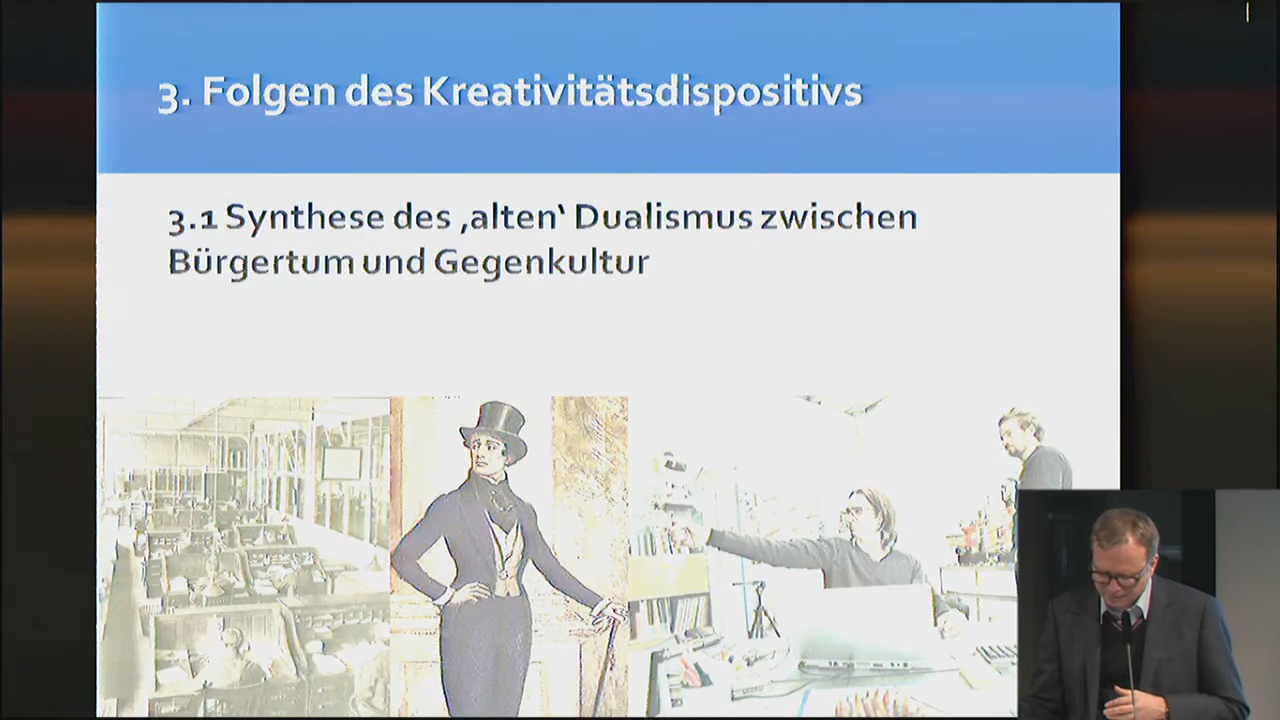 3. Folgen des Kreativitätsdispositivs
3.1 Synthese des ‚alten‘ Dualismus zwischen
Bürgertum und Gegenkultur